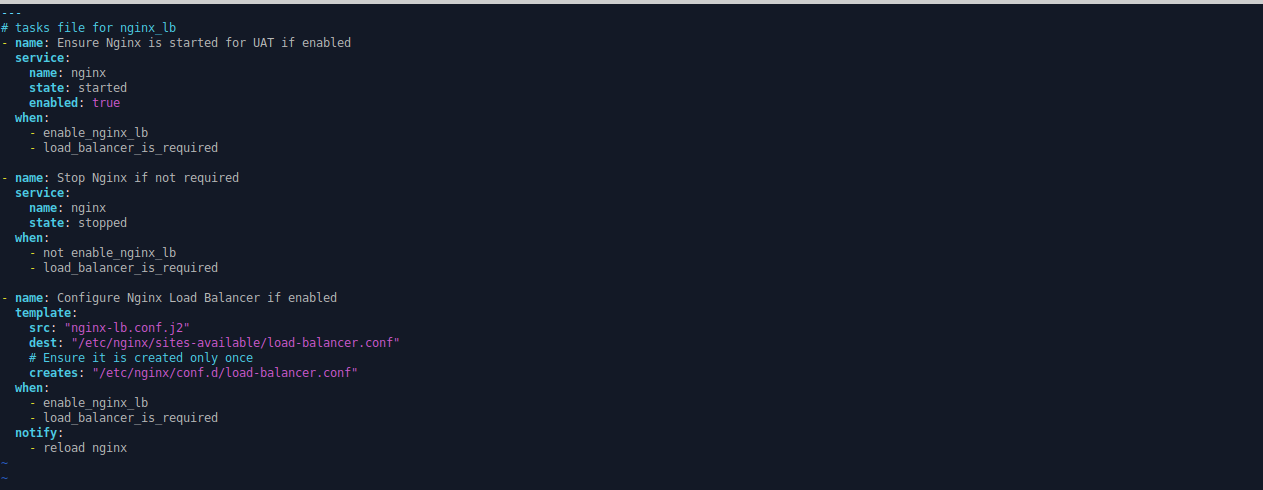 ---
# tasks file for nginx_lb
- name: Ensure Nginx is started for UAT if enabled
  service:
    name: nginx
    state: started
    enabled: true
  when:
    - enable_nginx_lb
    - load_balancer_is_required

- name: Stop Nginx if not required
  service:
    name: nginx
    state: stopped
  when:
    - not enable_nginx_lb
    - load_balancer_is_required

- name: Configure Nginx Load Balancer if enabled
  template:
    src: "nginx-lb.conf.j2"
    dest: "/etc/nginx/sites-available/load-balancer.conf"
    # Ensure it is created only once
    creates: "/etc/nginx/conf.d/load-balancer.conf"
  when:
    - enable_nginx_lb
    - load_balancer_is_required
  notify:
    - reload nginx
~
~